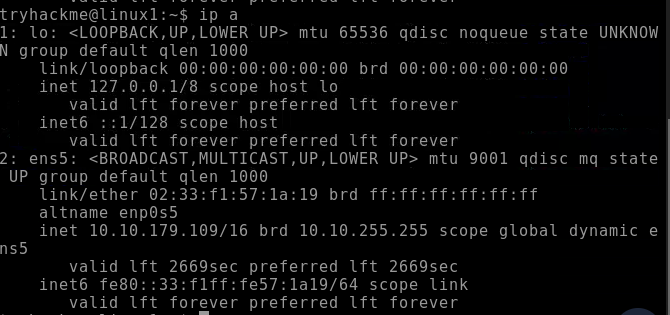 tryhackme@linux1:~$ ip a
1: lo: <LOOPBACK,UP,LOWER UP> mtu 65536 qdisc noqueue state UNKNOW
N group default qlen 1000
    link/loopback 00:00:00:00:00:00 brd 00:00:00:00:00:00
    inet 127.0.0.1/8 scope host lo
       valid lft forever preferred lft forever
    inet6 ::1/128 scope host
       valid lft forever preferred lft forever
2: ens5: <BROADCAST,MULTICAST,UP,LOWER UP> mtu 9001 qdisc mq state
 UP group default qlen 1000
    link/ether 02:33:f1:57:1a:19 brd ff:ff:ff:ff:ff:ff
    altname enp0s5
    inet 10.10.179.109/16 brd 10.10.255.255 scope global dynamic e
ns5
       valid lft 2669sec preferred lft 2669sec
    inet6 fe80::33:f1ff:fe57:1a19/64 scope link
       valid lft forever preferred lft forever